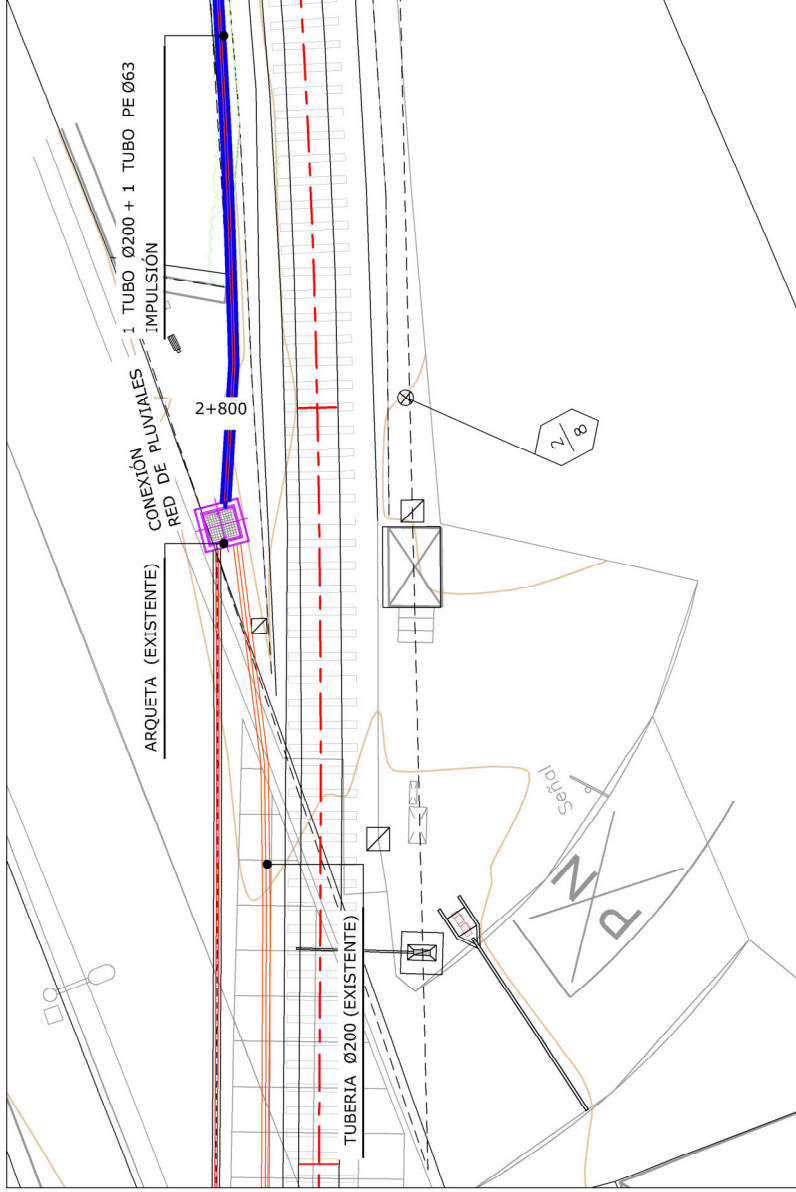 1 TUBO Ø200 + 1 TUBO PE Ø63
IMPULSIÓN
CONEXIÓN
RED DE PLUVIALES
2+800
ARQUETA (EXISTENTE)
2/8
Señal
TUBERIA Ø200 (EXISTENTE)
P N